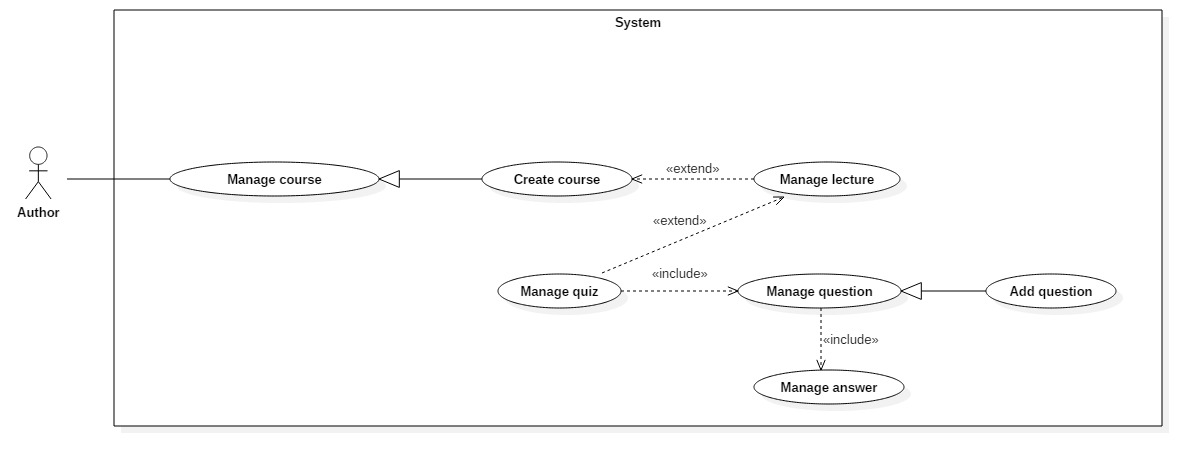 System
«extend»
Manage course
Create course
Manage lecture
Author
«extend»
«include»
Manage quiz
Manage question
Add question
«include»
Manage answer